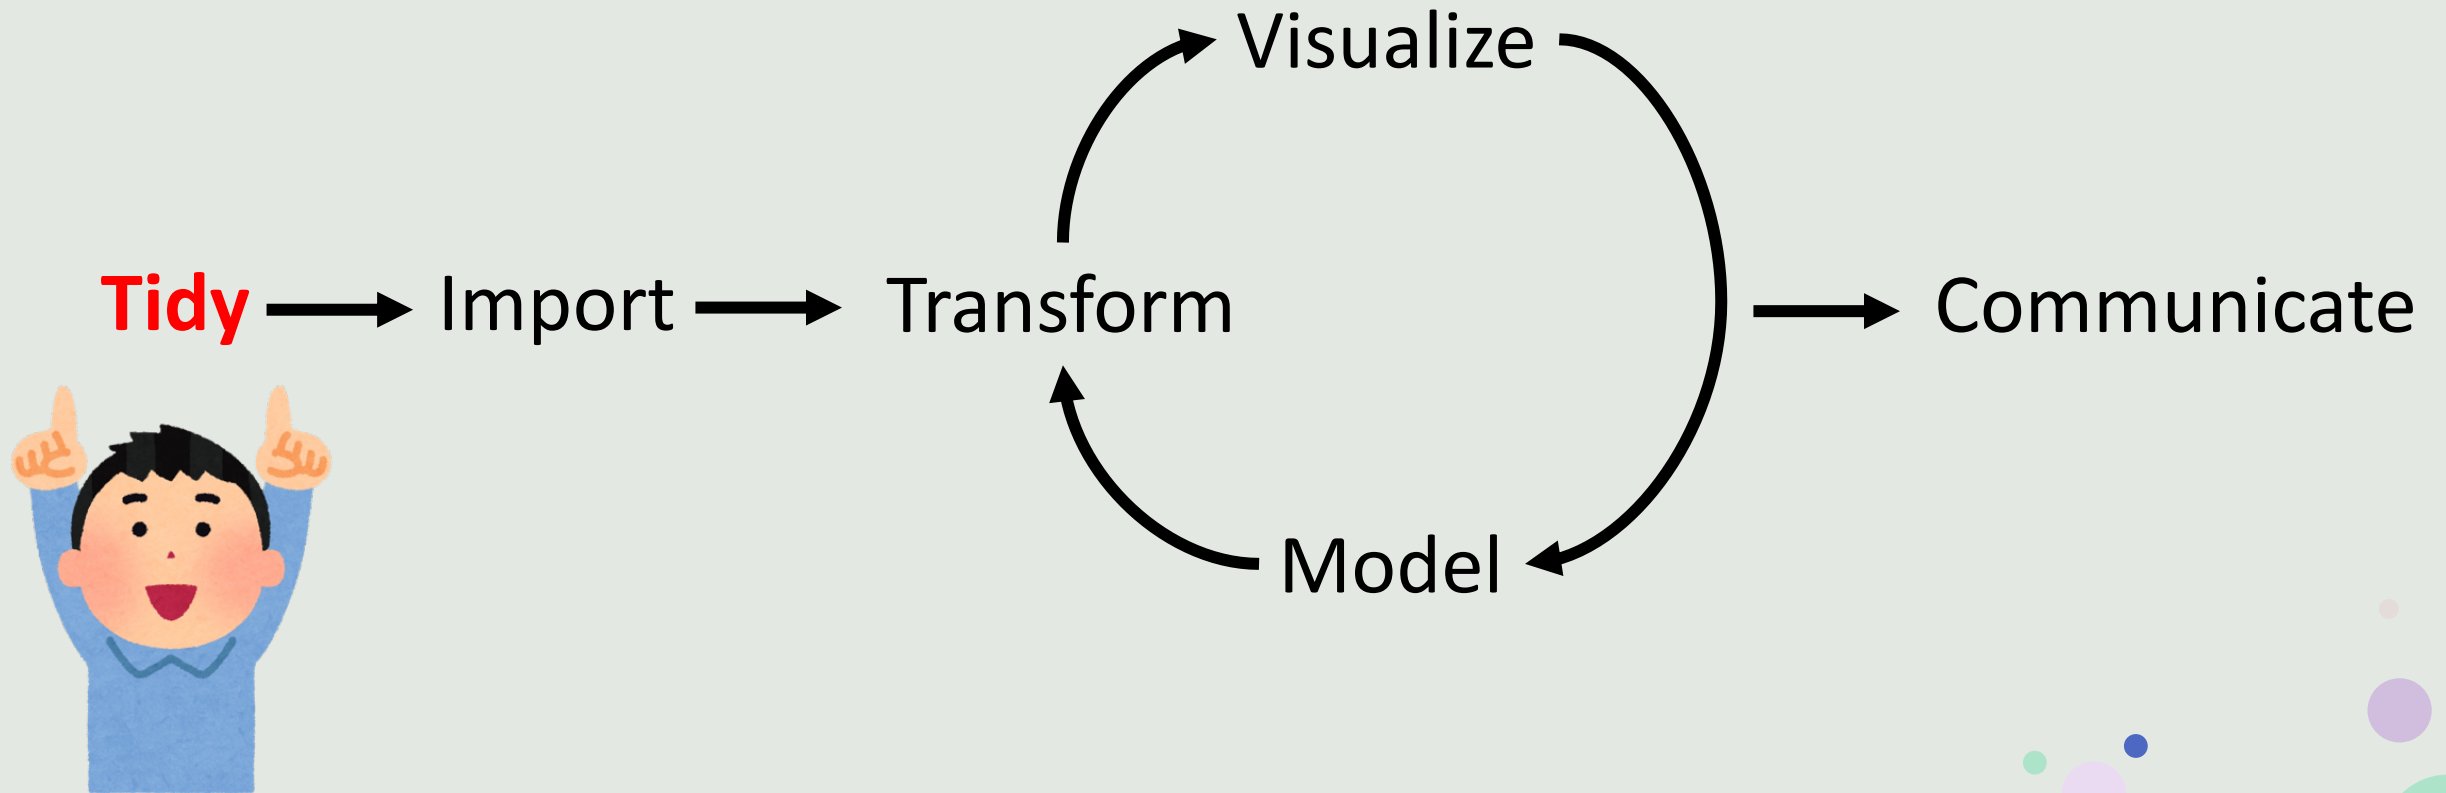 Visualize
Tidy
Import
Transform
Communicate
Model